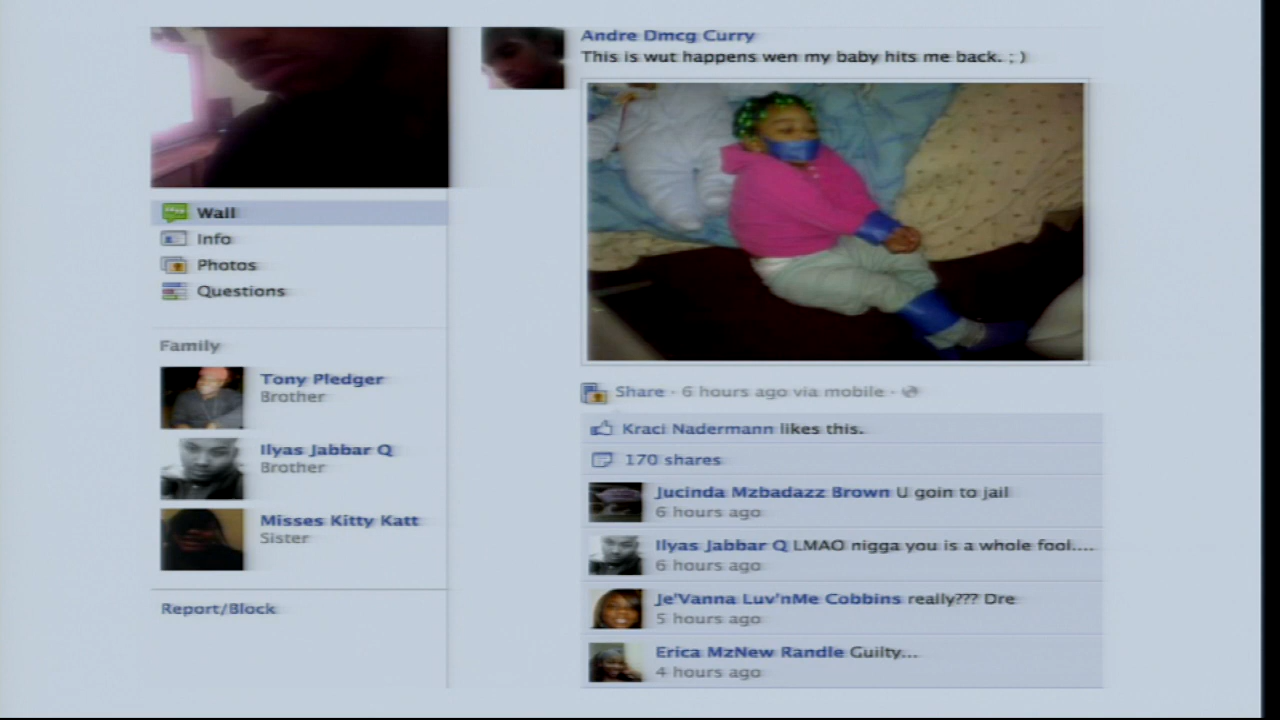 Andre Dmcg Curry
This is wut happens wen my baby hits me back. ; )
Wall
Info
Photos
Questions
Family
Tony Pledger
Brother
Ilyas Jabbar Q
Brother
Misses Kitty Katt
Sister
Report/Block
Share · 6 hours ago via mobile ·
Kraci Nadermann likes this.
170 shares
Jucinda Mzbadazz Brown U goin to jail
6 hours ago
Ilyas Jabbar Q LMAO nigga you is a whole fool....
6 hours ago
Je'Vanna Luv'nMe Cobbins really??? Dre
5 hours ago
Erica MzNew Randle Guilty...
4 hours ago